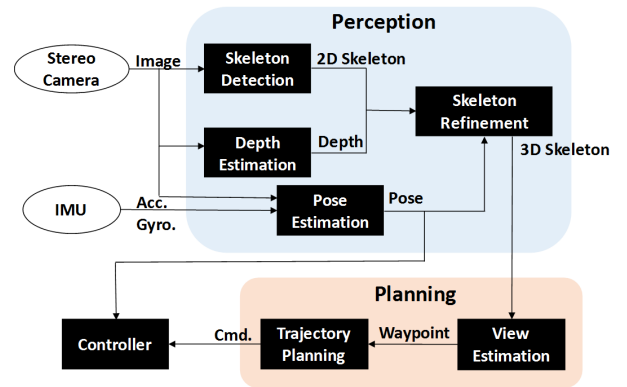 Perception
Stereo
Camera
Image
Skeleton
Detection
2D Skeleton
Skeleton
Refinement
Depth
Estimation
Depth
3D Skeleton
IMU
Acc.
Gyro.
Pose
Estimation
Pose
Planning
Controller
Cmd.
Trajectory
Planning
Waypoint
View
Estimation